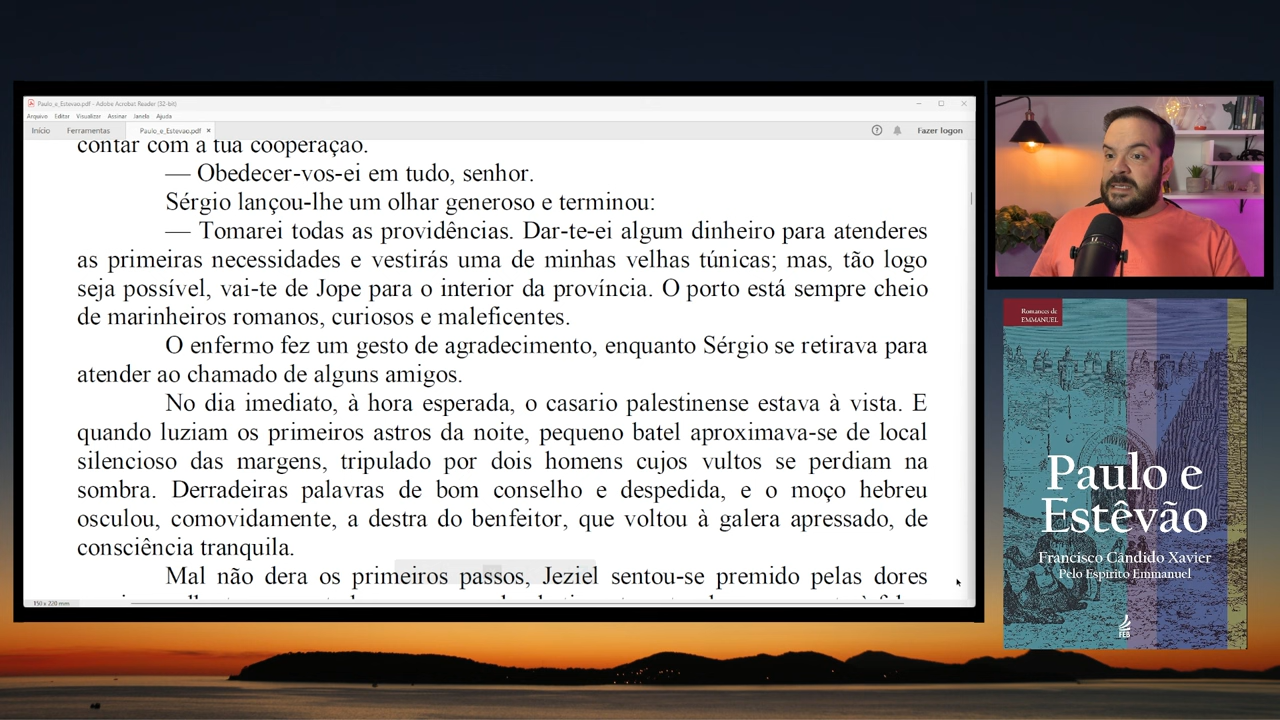 Paulo_e_Estevao.pdf - Adobe Acrobat Reader (32-bit)
Arquivo Editar Visualizar Assinar Janela Ajuda
Início Ferramentas Paulo_e_Estevao.pdf × Fazer logon
contar com a tua cooperação.
— Obedecer-vos-ei em tudo, senhor.
Sérgio lançou-lhe um olhar generoso e terminou:
— Tomarei todas as providências. Dar-te-ei algum dinheiro para atenderes
as primeiras necessidades e vestirás uma de minhas velhas túnicas; mas, tão logo
seja possível, vai-te de Jope para o interior da província. O porto está sempre cheio
de marinheiros romanos, curiosos e maleficentes.
O enfermo fez um gesto de agradecimento, enquanto Sérgio se retirava para
atender ao chamado de alguns amigos.
No dia imediato, à hora esperada, o casario palestinense estava à vista. E
quando luziam os primeiros astros da noite, pequeno batel aproximava-se de local
silencioso das margens, tripulado por dois homens cujos vultos se perdiam na
sombra. Derradeiras palavras de bom conselho e despedida, e o moço hebreu
osculou, comovidamente, a destra do benfeitor, que voltou à galera apressado, de
consciência tranquila.
Mal não dera os primeiros passos, Jeziel sentou-se premido pelas dores
150 x 220 mm
Romances de
EMMANUEL
Paulo e
Estêvão
Francisco Cândido Xavier
Pelo Espírito Emmanuel
FEB